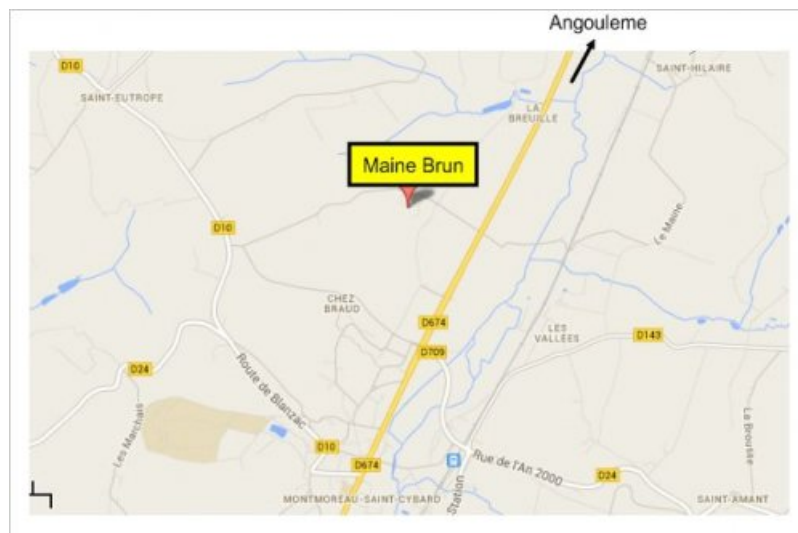 Angouleme
D10
SAINT-HILAIRE
SAINT-EUTROPE
LA
BREUILLE
Maine Brun
Le Maine
D10
CHEZ
BRAUD
D674
LES
VALLÉES
D143
D709
D24
Route de Blanzac
Les Marchais
La Brousse
D10
D674
Rue de l'An 2000
D24
MONTMOREAU-SAINT-CYBARD
Station
SAINT-AMANT